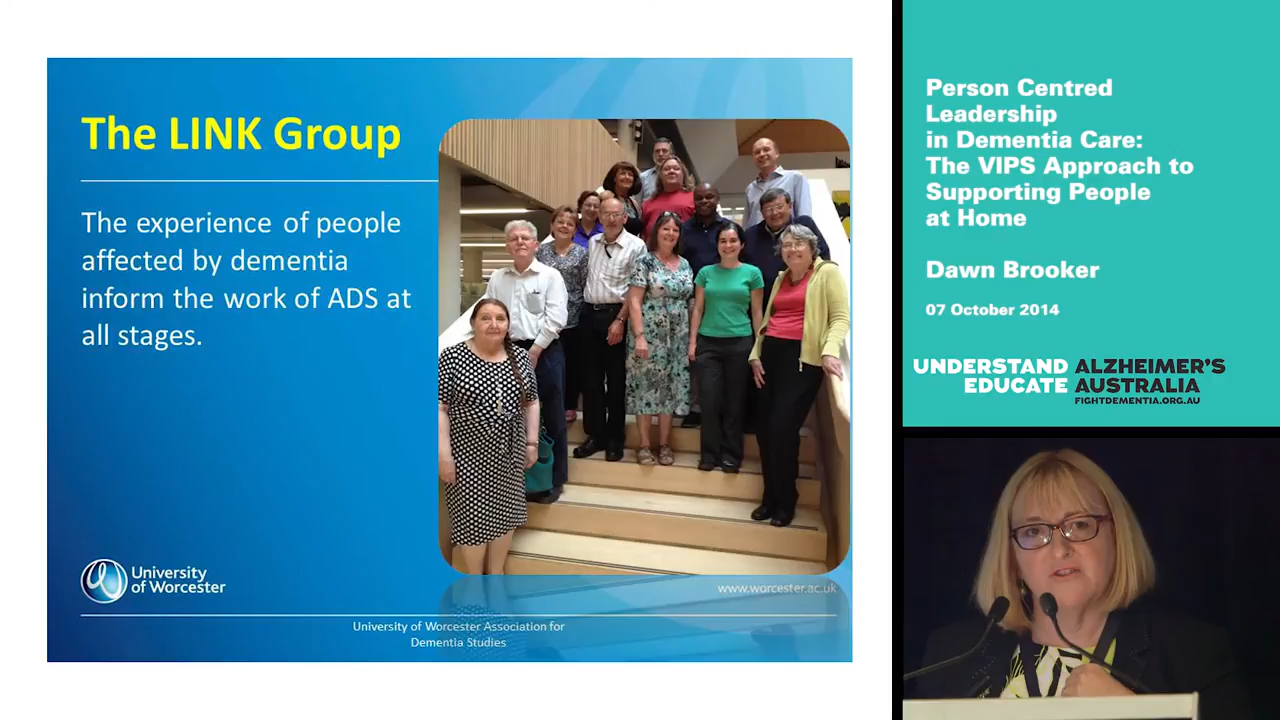 The LINK Group
The experience of people
affected by dementia
inform the work of ADS at
all stages.
University
of Worcester
www.worcester.ac.uk
University of Worcester Association for
Dementia Studies
Person Centred
Leadership
in Dementia Care:
The VIPS Approach to
Supporting People
at Home
Dawn Brooker
07 October 2014
UNDERSTAND ALZHEIMER'S
EDUCATE AUSTRALIA
FIGHTDEMENTIA.ORG.AU